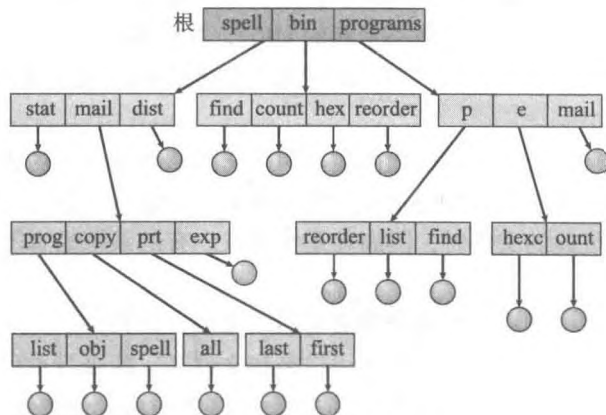 根 spell bin programs
stat mail dist find count hex reorder p e mail
prog copy prt exp reorder list find hexc ount
list obj spell all last first